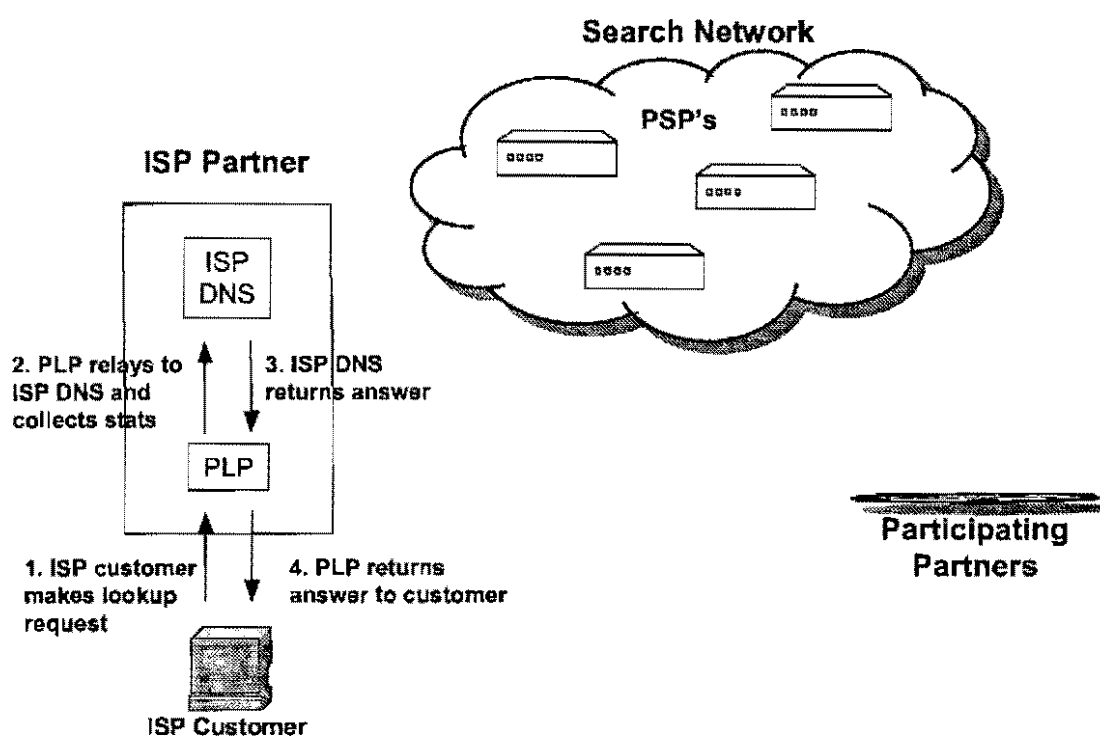 Search Network
PSP's
ISP Partner
ISP
DNS
2. PLP relays to
ISP DNS and
collects stats
3. ISP DNS
returns answer
PLP
Participating
Partners
1. ISP customer
makes lookup
request
4. PLP returns
answer to customer
ISP Customer